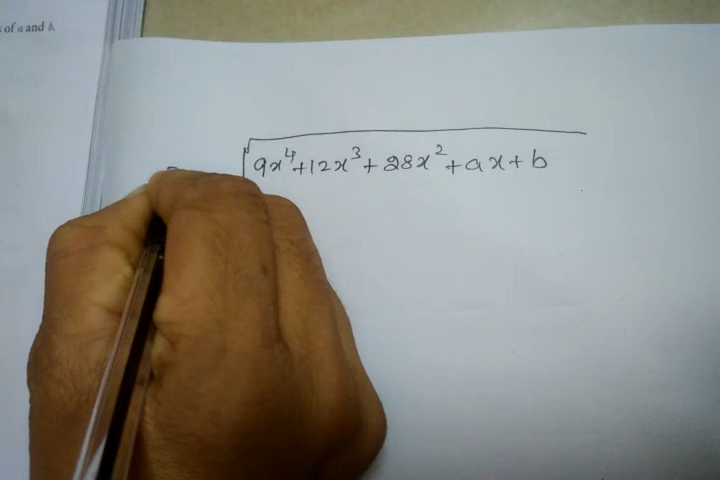 of a and b.
9x⁴+12x³+28x²+ax+b